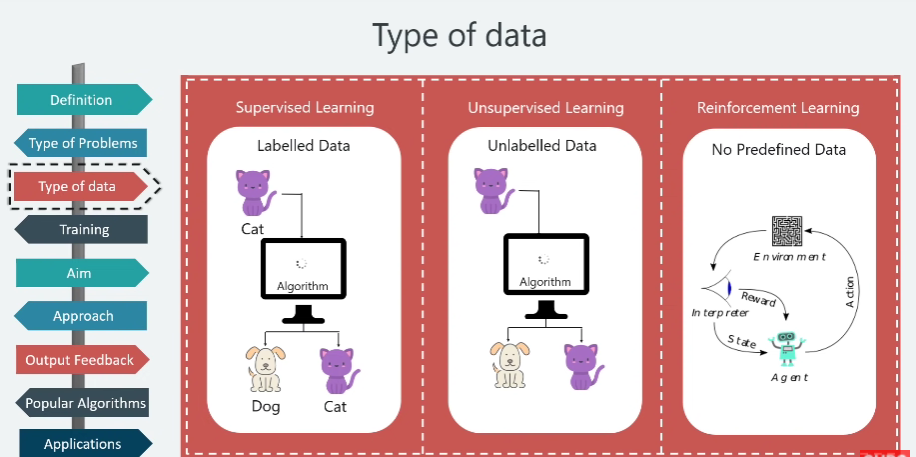 Type of data
Definition
Type of Problems
Type of data
Training
Aim
Approach
Output Feedback
Popular Algorithms
Applications
Supervised Learning
Labelled Data
Cat
Algorithm
Dog
Cat
Unsupervised Learning
Unlabelled Data
Algorithm
Reinforcement Learning
No Predefined Data
Environment
Action
Reward
Interpreter
State
Agent